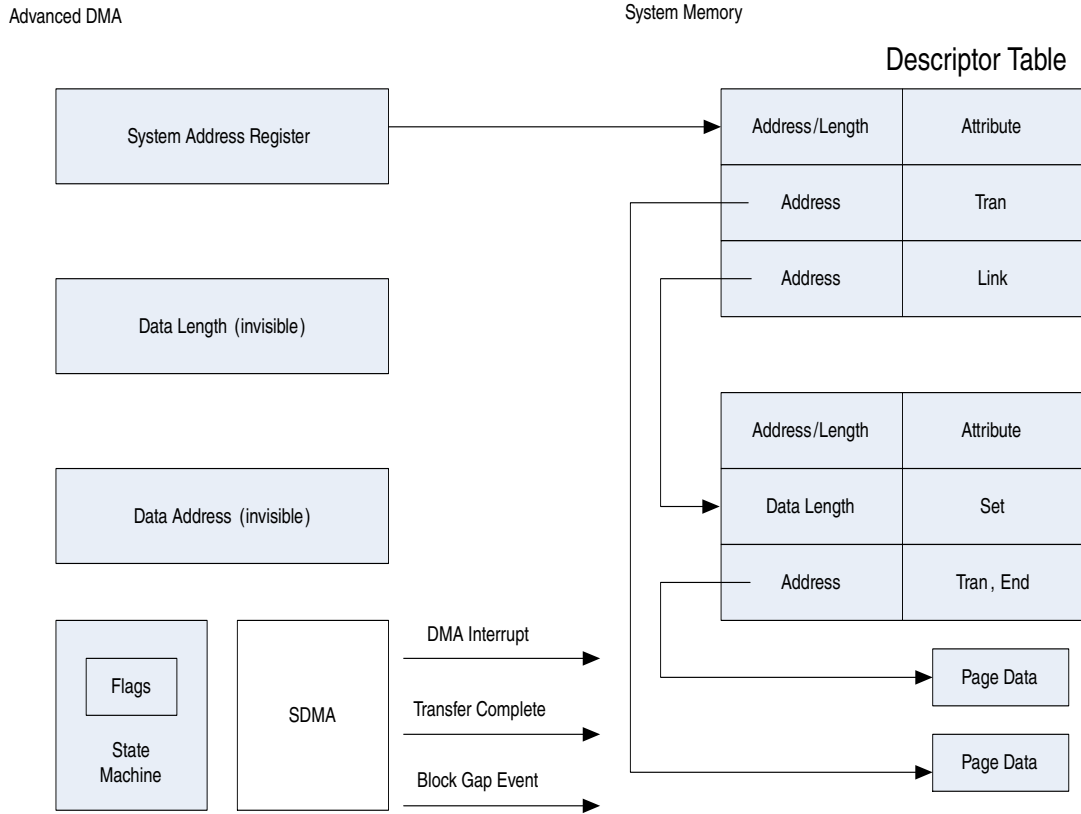 Advanced DMA
System Memory
Descriptor Table
System Address Register
Address/Length
Attribute
Address
Tran
Address
Link
Data Length (invisible)
Address/Length
Attribute
Data Length
Set
Data Address (invisible)
Address
Tran, End
Flags
State
Machine
SDMA
DMA Interrupt
Transfer Complete
Block Gap Event
Page Data
Page Data